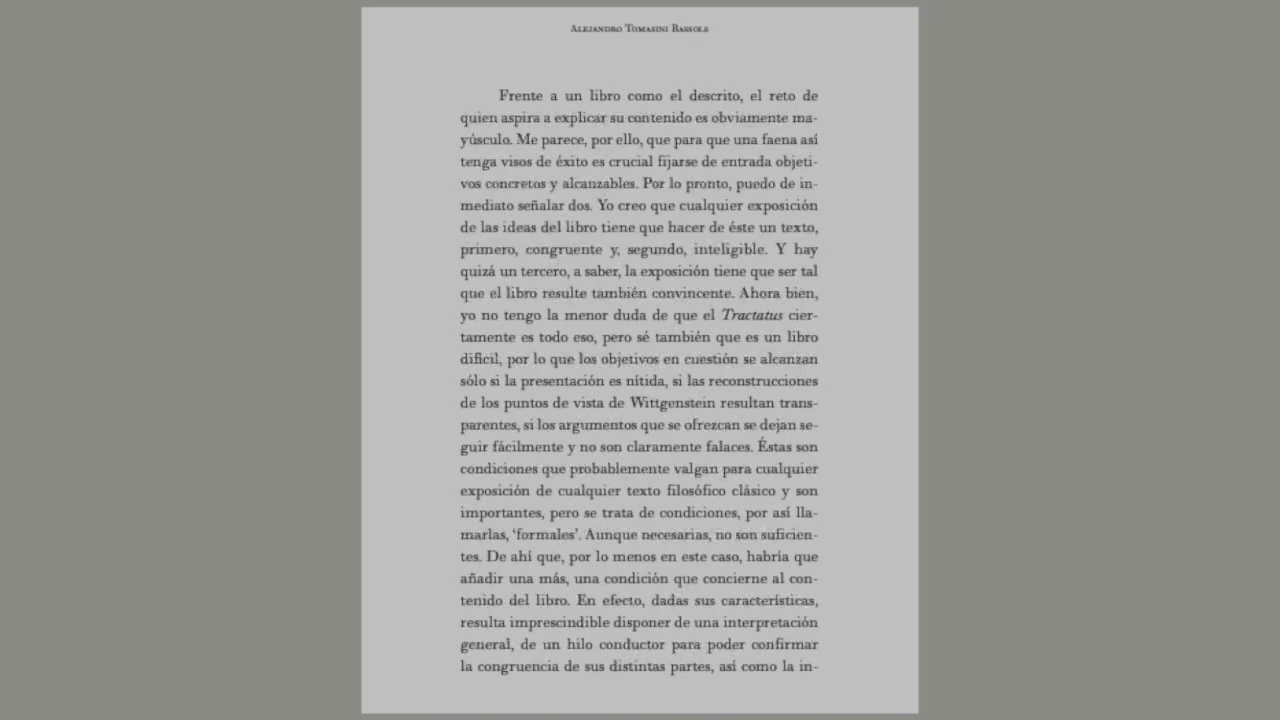 Alejandro Tomasini Bassols
Frente a un libro como el descrito, el reto de
quien aspira a explicar su contenido es obviamente ma-
yúsculo. Me parece, por ello, que para que una faena así
tenga visos de éxito es crucial fijarse de entrada objeti-
vos concretos y alcanzables. Por lo pronto, puedo de in-
mediato señalar dos. Yo creo que cualquier exposición
de las ideas del libro tiene que hacer de éste un texto,
primero, congruente y, segundo, inteligible. Y hay
quizá un tercero, a saber, la exposición tiene que ser tal
que el libro resulte también convincente. Ahora bien,
yo no tengo la menor duda de que el Tractatus cier-
tamente es todo eso, pero sé también que es un libro
difícil, por lo que los objetivos en cuestión se alcanzan
sólo si la presentación es nítida, si las reconstrucciones
de los puntos de vista de Wittgenstein resultan trans-
parentes, si los argumentos que se ofrezcan se dejan se-
guir fácilmente y no son claramente falaces. Éstas son
condiciones que probablemente valgan para cualquier
exposición de cualquier texto filosófico clásico y son
importantes, pero se trata de condiciones, por así lla-
marlas, ‘formales’. Aunque necesarias, no son suficien-
tes. De ahí que, por lo menos en este caso, habría que
añadir una más, una condición que concierne al con-
tenido del libro. En efecto, dadas sus características,
resulta imprescindible disponer de una interpretación
general, de un hilo conductor para poder confirmar
la congruencia de sus distintas partes, así como la in-